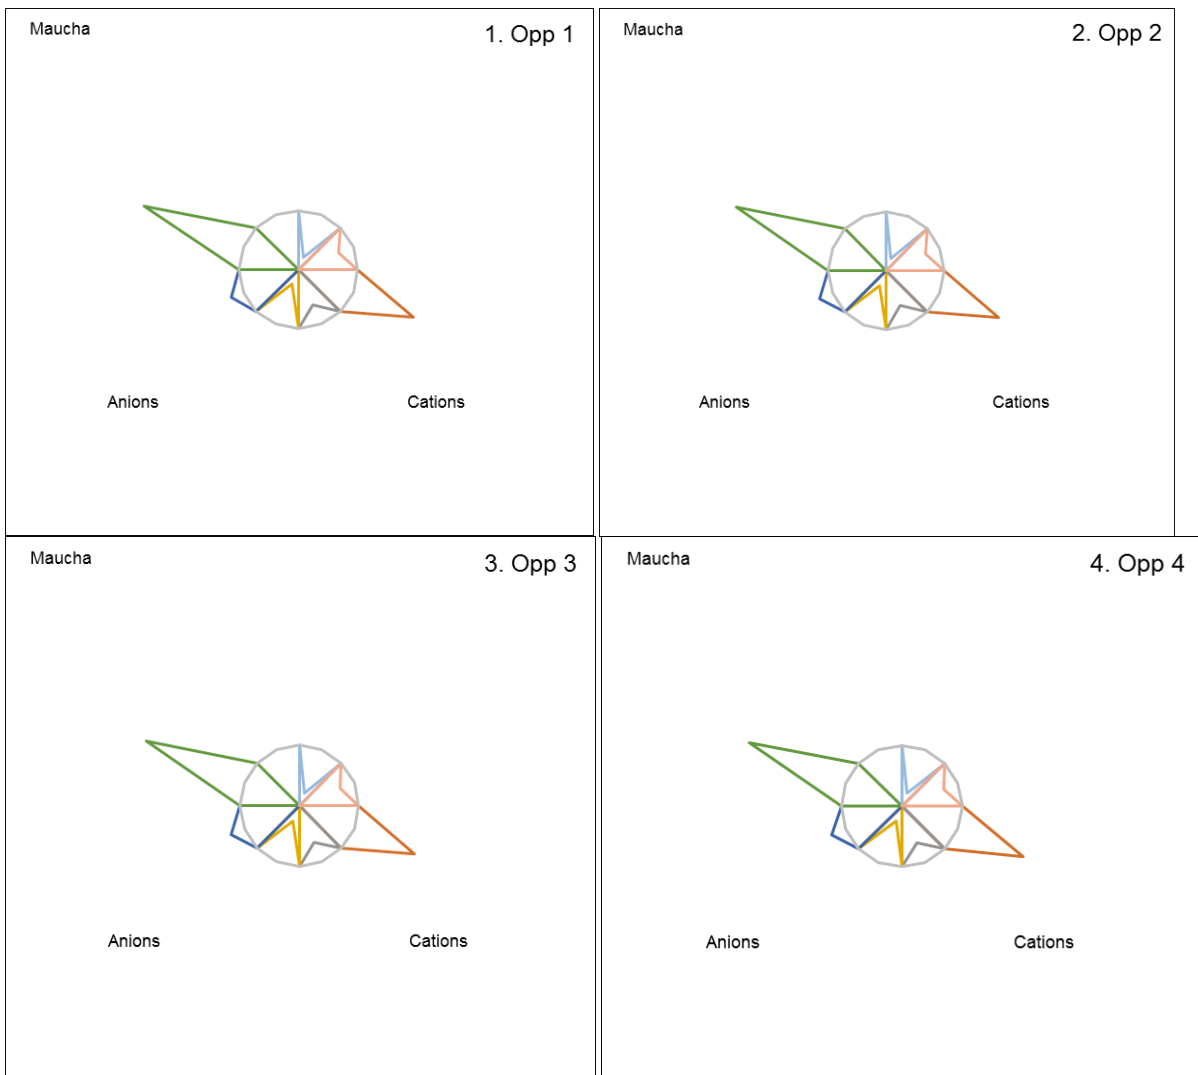 Maucha
1. Opp 1
Anions
Cations
Maucha
2. Opp 2
Anions
Cations
Maucha
3. Opp 3
Anions
Cations
Maucha
4. Opp 4
Anions
Cations